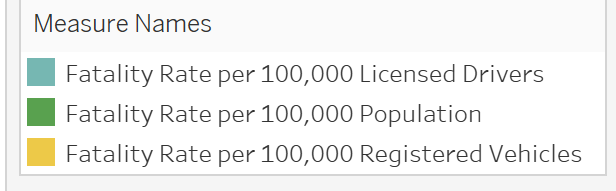 Measure Names
Fatality Rate per 100,000 Licensed Drivers
Fatality Rate per 100,000 Population
Fatality Rate per 100,000 Registered Vehicles